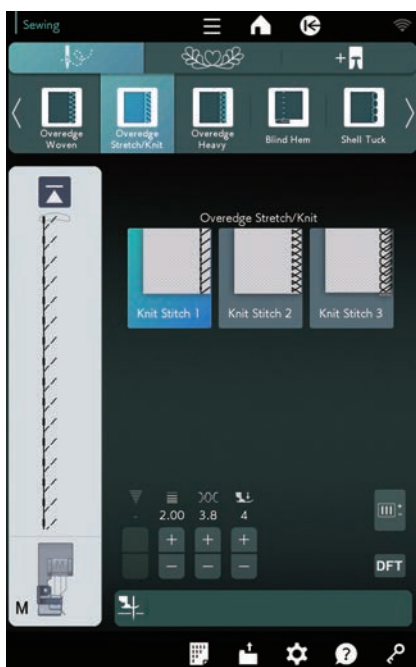 Sewing
Overedge
Woven
Overedge
Stretch/Knit
Overedge
Heavy
Blind Hem
Shell Tuck
Overedge Stretch/Knit
Knit Stitch 1
Knit Stitch 2
Knit Stitch 3
-
2.00
3.8
4
+
+
+
−
−
−
DFT
M